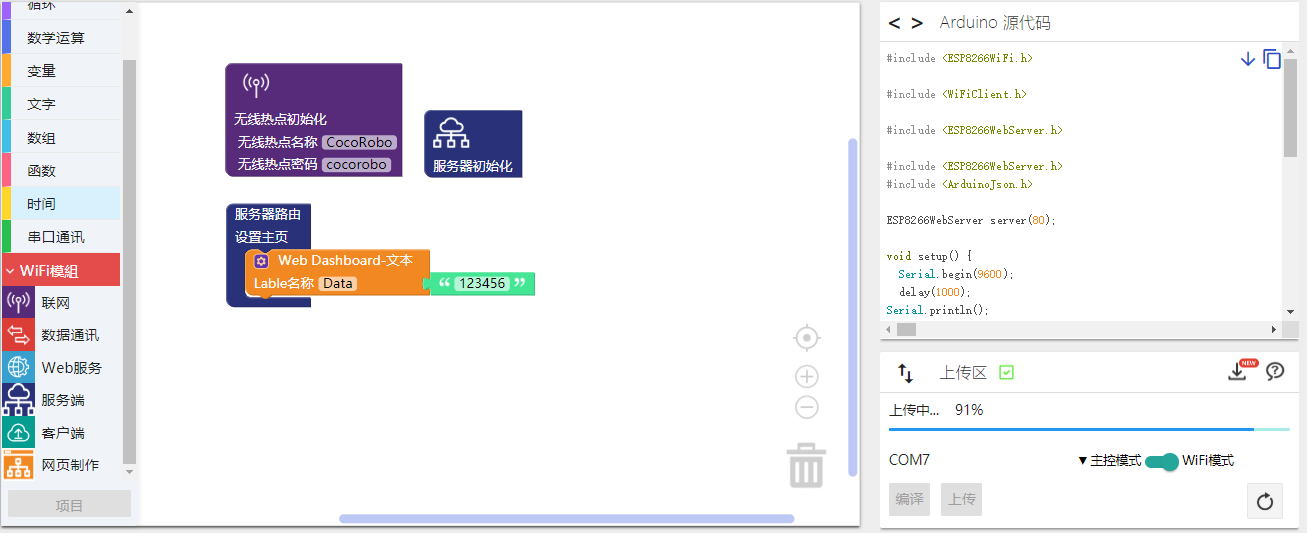 循环
数学运算
变量
文字
数组
函数
时间
串口通讯
WiFi模组
联网
数据通讯
Web服务
服务端
客户端
网页制作
项目
无线热点初始化
无线热点名称 CocoRobo
无线热点密码 cocorobo
服务器初始化
服务器路由
设置主页
Web Dashboard-文本
Lable名称 Data
“ 123456 ”
< > Arduino 源代码
#include <ESP8266WiFi.h>
#include <WiFiClient.h>
#include <ESP8266WebServer.h>
#include <ESP8266WebServer.h>
#include <ArduinoJson.h>
ESP8266WebServer server(80);
void setup() {
Serial.begin(9600);
delay(1000);
Serial.println();
上传区
NEW
上传中... 91%
COM7
▼主控模式 WiFi模式
编译 上传